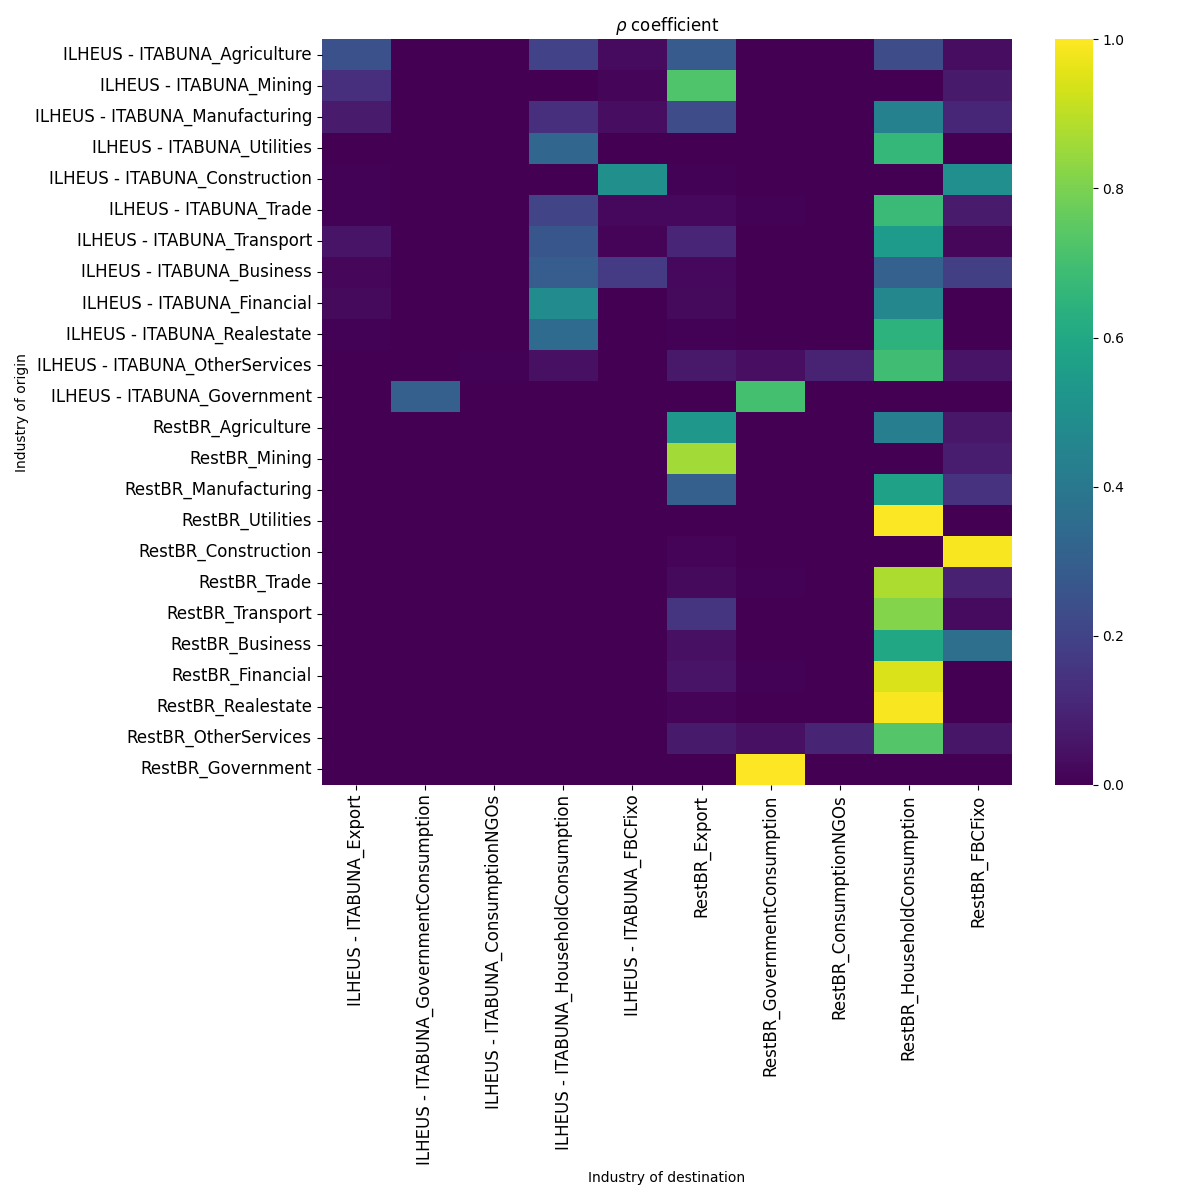 ρ coefficient
ILHEUS - ITABUNA_Agriculture
ILHEUS - ITABUNA_Mining
ILHEUS - ITABUNA_Manufacturing
ILHEUS - ITABUNA_Utilities
ILHEUS - ITABUNA_Construction
ILHEUS - ITABUNA_Trade
ILHEUS - ITABUNA_Transport
ILHEUS - ITABUNA_Business
ILHEUS - ITABUNA_Financial
ILHEUS - ITABUNA_Realestate
ILHEUS - ITABUNA_OtherServices
ILHEUS - ITABUNA_Government
RestBR_Agriculture
RestBR_Mining
RestBR_Manufacturing
RestBR_Utilities
RestBR_Construction
RestBR_Trade
RestBR_Transport
RestBR_Business
RestBR_Financial
RestBR_Realestate
RestBR_OtherServices
RestBR_Government
Industry of origin
ILHEUS - ITABUNA_Export
ILHEUS - ITABUNA_GovernmentConsumption
ILHEUS - ITABUNA_ConsumptionNGOs
ILHEUS - ITABUNA_HouseholdConsumption
ILHEUS - ITABUNA_FBCFixo
RestBR_Export
RestBR_GovernmentConsumption
RestBR_ConsumptionNGOs
RestBR_HouseholdConsumption
RestBR_FBCFixo
Industry of destination
1.0
0.8
0.6
0.4
0.2
0.0